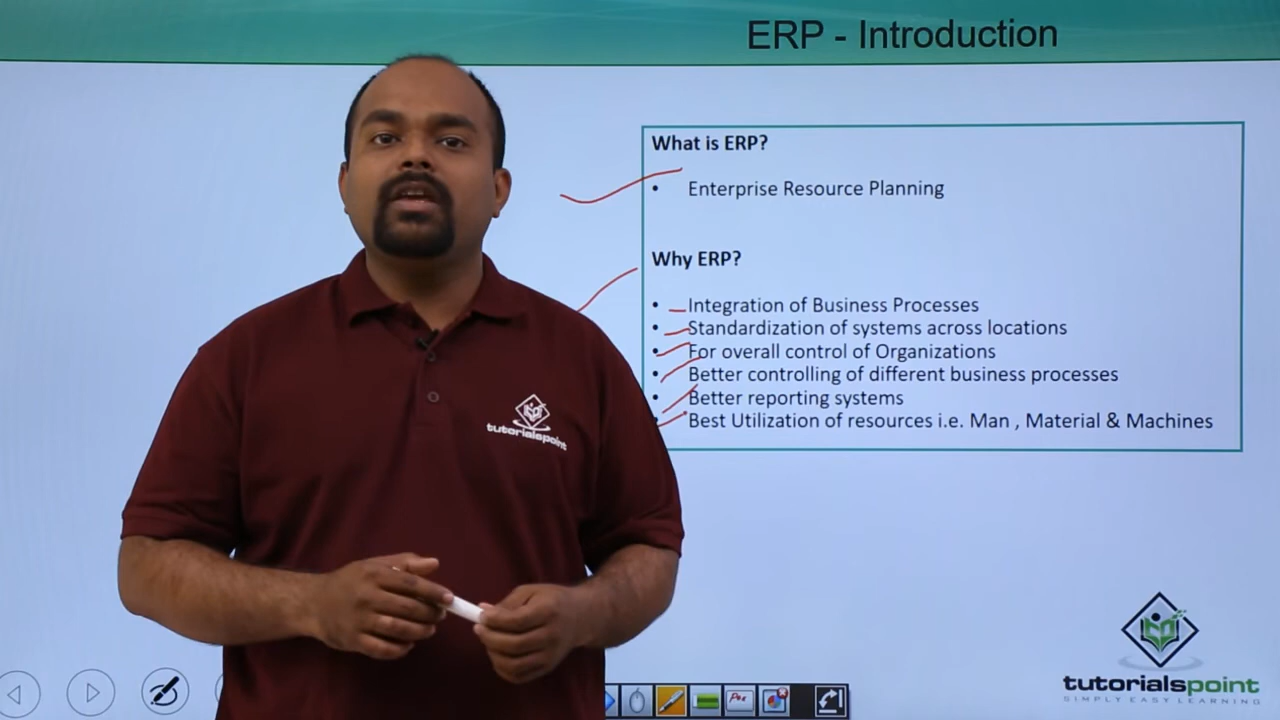 ERP - Introduction
What is ERP?
• Enterprise Resource Planning
Why ERP?
• Integration of Business Processes
• Standardization of systems across locations
• For overall control of Organizations
• Better controlling of different business processes
• Better reporting systems
• Best Utilization of resources i.e. Man , Material & Machines
tutorialspoint
Pen
tutorialspoint
SIMPLY EASY LEARNING